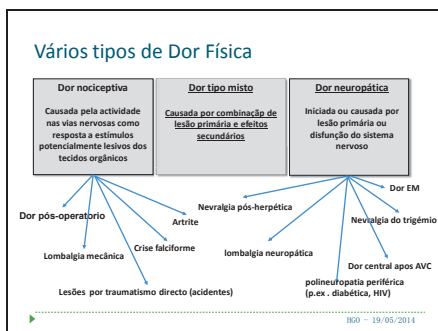 Vários tipos de Dor Física
Dor nociceptiva
Causada pela actividade
nas vias nervosas como
resposta a estímulos
potencialmente lesivos dos
tecidos orgânicos
Dor tipo misto
Causada por combinaçap de
lesão primária e efeitos
secundários
Dor neuropática
Iniciada ou causada por
lesão primária ou
disfunção do sistema
nervoso
Dor pós-operatorio
Lombalgia mecânica
Lesões por traumatismo directo (acidentes)
Crise falciforme
Artrite
Nevralgia pós-herpética
lombalgia neuropática
polineuropatia periférica
(p.ex . diabética, HIV)
Dor central apos AVC
Nevralgia do trigémio
Dor EM
HGO - 19/05/2014